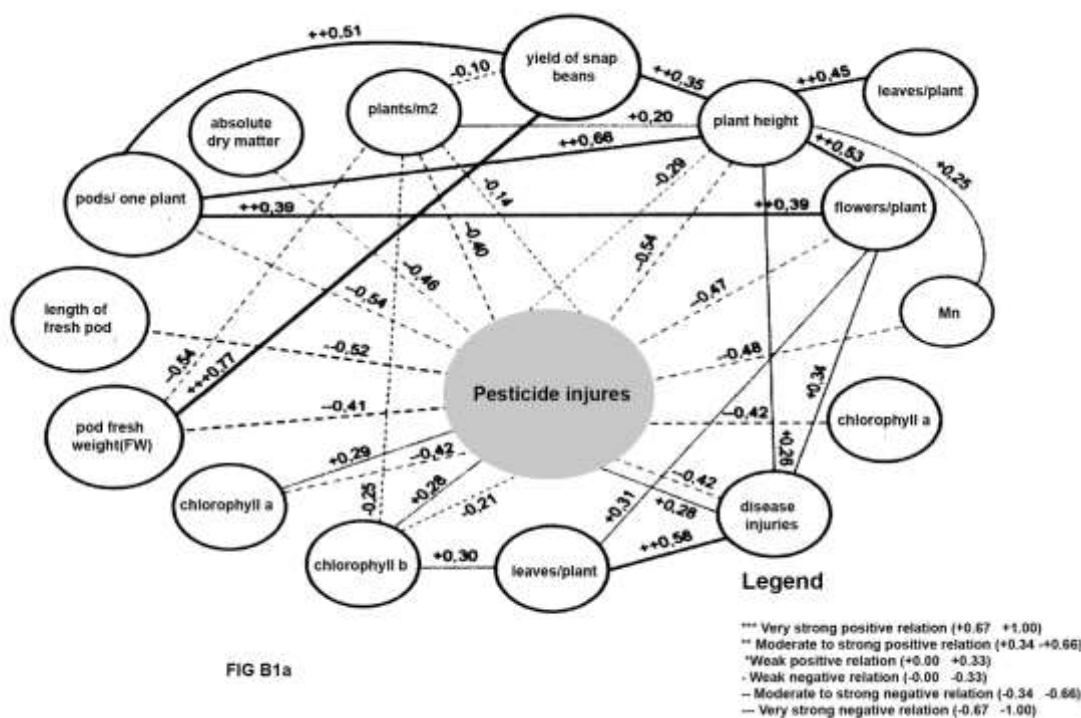 ++0,51
yield of snap
beans
-0,10
++0,35
++0,45
leaves/plant
plants/m2
plant height
+0,20
absolute
dry matter
++0,66
++0,53
+0,25
-0,29
-0,14
pods/ one plant
++0,39
++0,39
flowers/plant
--0,40
--0,54
--0,46
--0,54
--0,47
length of
fresh pod
Mn
--0,52
--0,48
--0,54
+++0,77
+0,34
Pesticide injures
pod fresh
weight(FW)
--0,41
--0,42
chlorophyll a
+0,29
--0,42
+0,26
chlorophyll a
+0,28
--0,42
-0,25
-0,21
+0,31
+0,28
disease
injuries
chlorophyll b
+0,30
leaves/plant
++0,58
Legend
*** Very strong positive relation (+0.67 +1.00)
** Moderate to strong positive relation (+0.34 -+0.66)
*Weak positive relation (+0.00 +0.33)
- Weak negative relation (-0.00 -0.33)
-- Moderate to strong negative relation (-0.34 -0.66)
--- Very strong negative relation (-0.67 -1.00)
FIG B1a